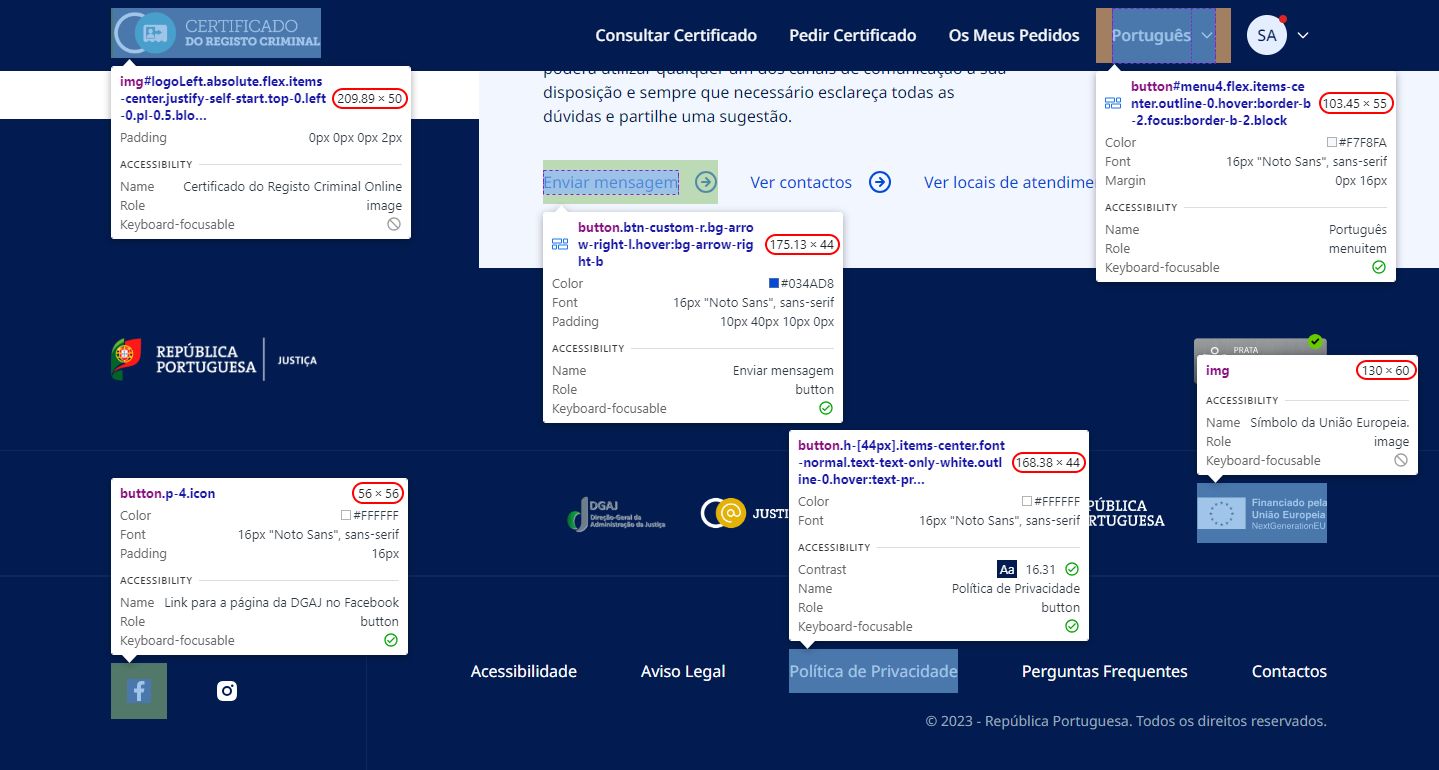 CERTIFICADO
DO REGISTO CRIMINAL
Consultar Certificado
Pedir Certificado
Os Meus Pedidos
Português
SA
img#logoLeft.absolute.flex.items
-center.justify-self-start.top-0.left
-0.pl-0.5.blo...
209.89 × 50
Padding 0px 0px 0px 2px
ACCESSIBILITY
Name Certificado do Registo Criminal Online
Role image
Keyboard-focusable
disposição e sempre que necessário esclareça todas as
dúvidas e partilhe uma sugestão.
button#menu4.flex.items-ce
nter.outline-0.hover:border-b
-2.focus:border-b-2.block
103.45 × 55
Color #F7F8FA
Font 16px "Noto Sans", sans-serif
Margin 0px 16px
ACCESSIBILITY
Name Português
Role menuitem
Keyboard-focusable
Enviar mensagem
Ver contactos
Ver locais de atendime
button.btn-custom-r.bg-arro
w-right-l.hover:bg-arrow-rig
ht-b
175.13 × 44
Color #034AD8
Font 16px "Noto Sans", sans-serif
Padding 10px 40px 10px 0px
ACCESSIBILITY
Name Enviar mensagem
Role button
Keyboard-focusable
REPÚBLICA
PORTUGUESA
JUSTIÇA
PRATA
img
130 × 60
ACCESSIBILITY
Name Símbolo da União Europeia.
Role image
Keyboard-focusable
button.h-[44px].items-center.font
-normal.text-text-only-white.outl
ine-0.hover:text-pr...
168.38 × 44
Color #FFFFFF
Font 16px "Noto Sans", sans-serif
ACCESSIBILITY
Contrast Aa 16.31
Name Política de Privacidade
Role button
Keyboard-focusable
button.p-4.icon
56 × 56
Color #FFFFFF
Font 16px "Noto Sans", sans-serif
Padding 16px
ACCESSIBILITY
Name Link para a página da DGAJ no Facebook
Role button
Keyboard-focusable
DGAJ
Direção-Geral da
Administração da Justiça
JUSTI
PÚBLICA
RTUGUESA
Financiado pela
União Europeia
NextGenerationEU
Acessibilidade
Aviso Legal
Política de Privacidade
Perguntas Frequentes
Contactos
© 2023 - República Portuguesa. Todos os direitos reservados.